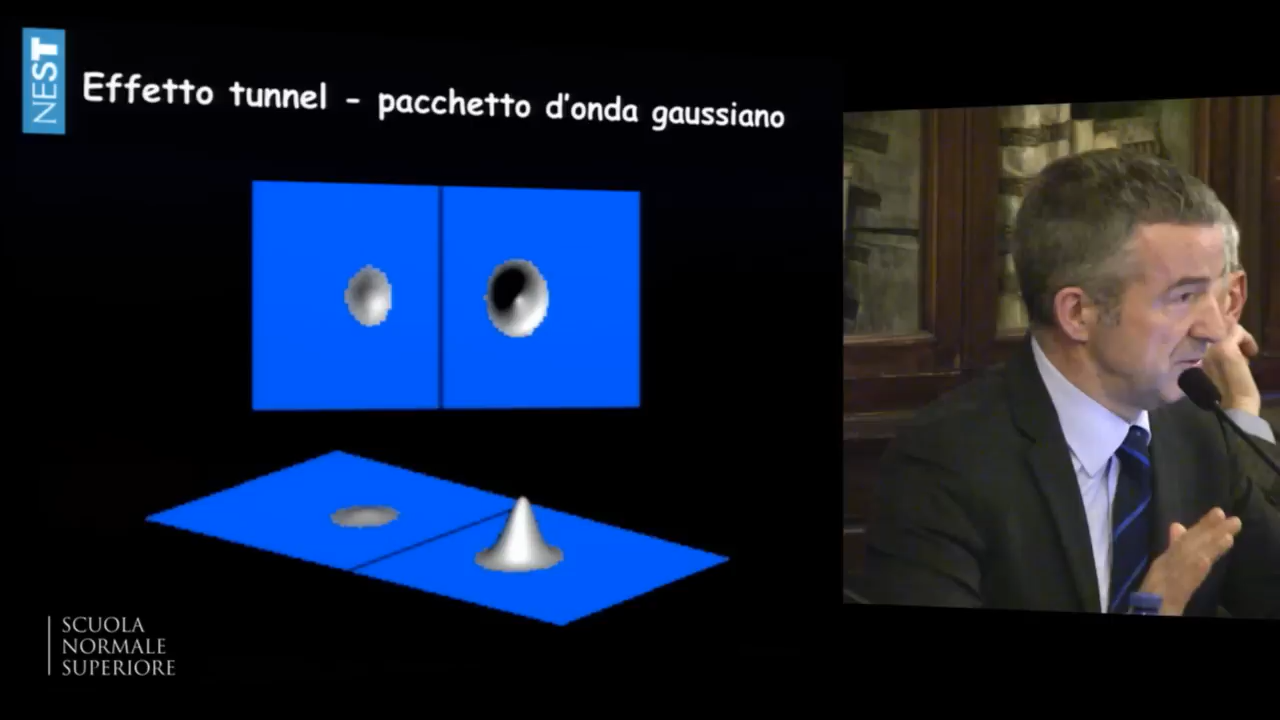 NEST
Effetto tunnel - pacchetto d'onda gaussiano
SCUOLA
NORMALE
SUPERIORE